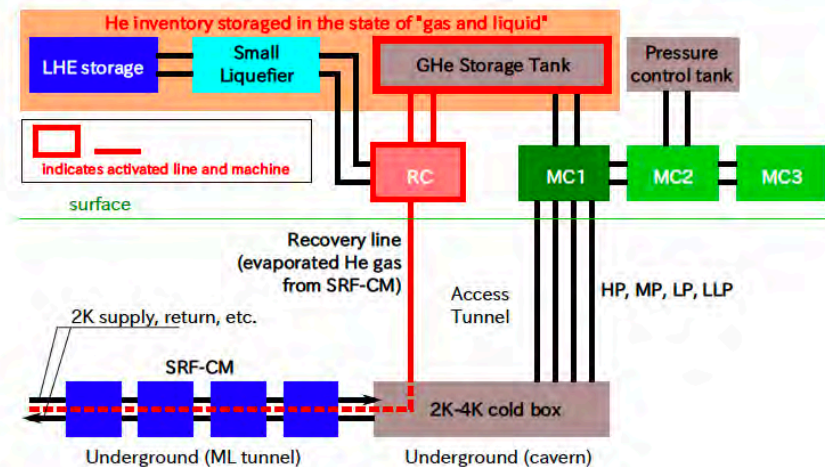 He inventory storaged in the state of "gas and liquid"
LHE storage
Small
Liquefier
GHe Storage Tank
Pressure
control tank
indicates activated line and machine
RC
MC1
MC2
MC3
surface
Recovery line
(evaporated He gas
from SRF-CM)
Access
Tunnel
HP, MP, LP, LLP
2K supply, return, etc.
SRF-CM
2K-4K cold box
Underground (ML tunnel)
Underground (cavern)